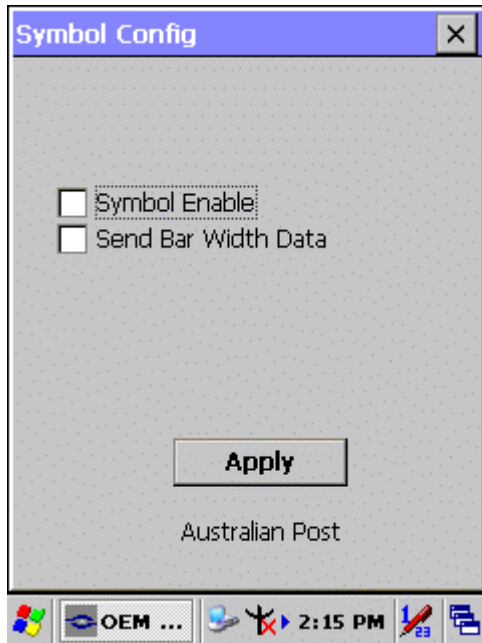 Symbol Config
Symbol Enable
Send Bar Width Data
Apply
Australian Post
OEM ... 2:15 PM